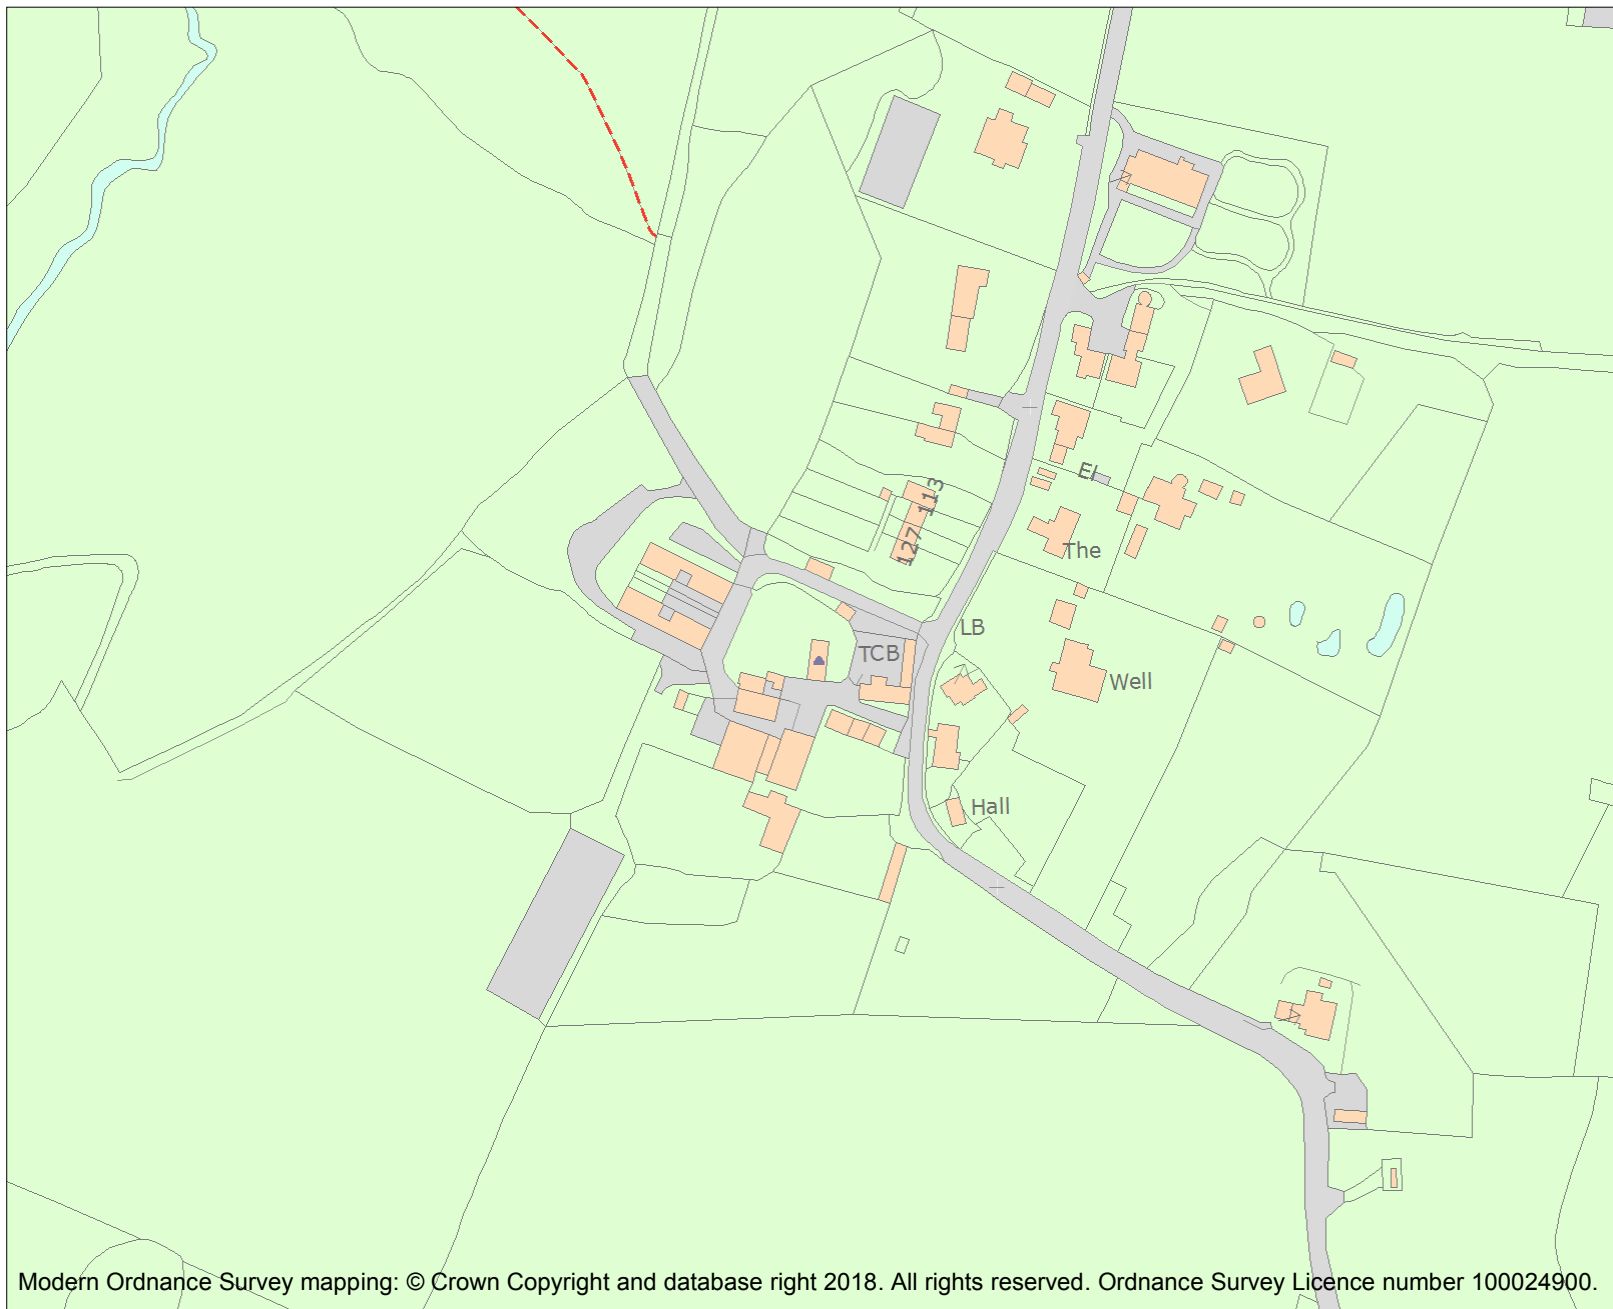 El
113
127
The
LB
TCB
Well
Hall
Modern Ordnance Survey mapping: © Crown Copyright and database right 2018. All rights reserved. Ordnance Survey Licence number 100024900.